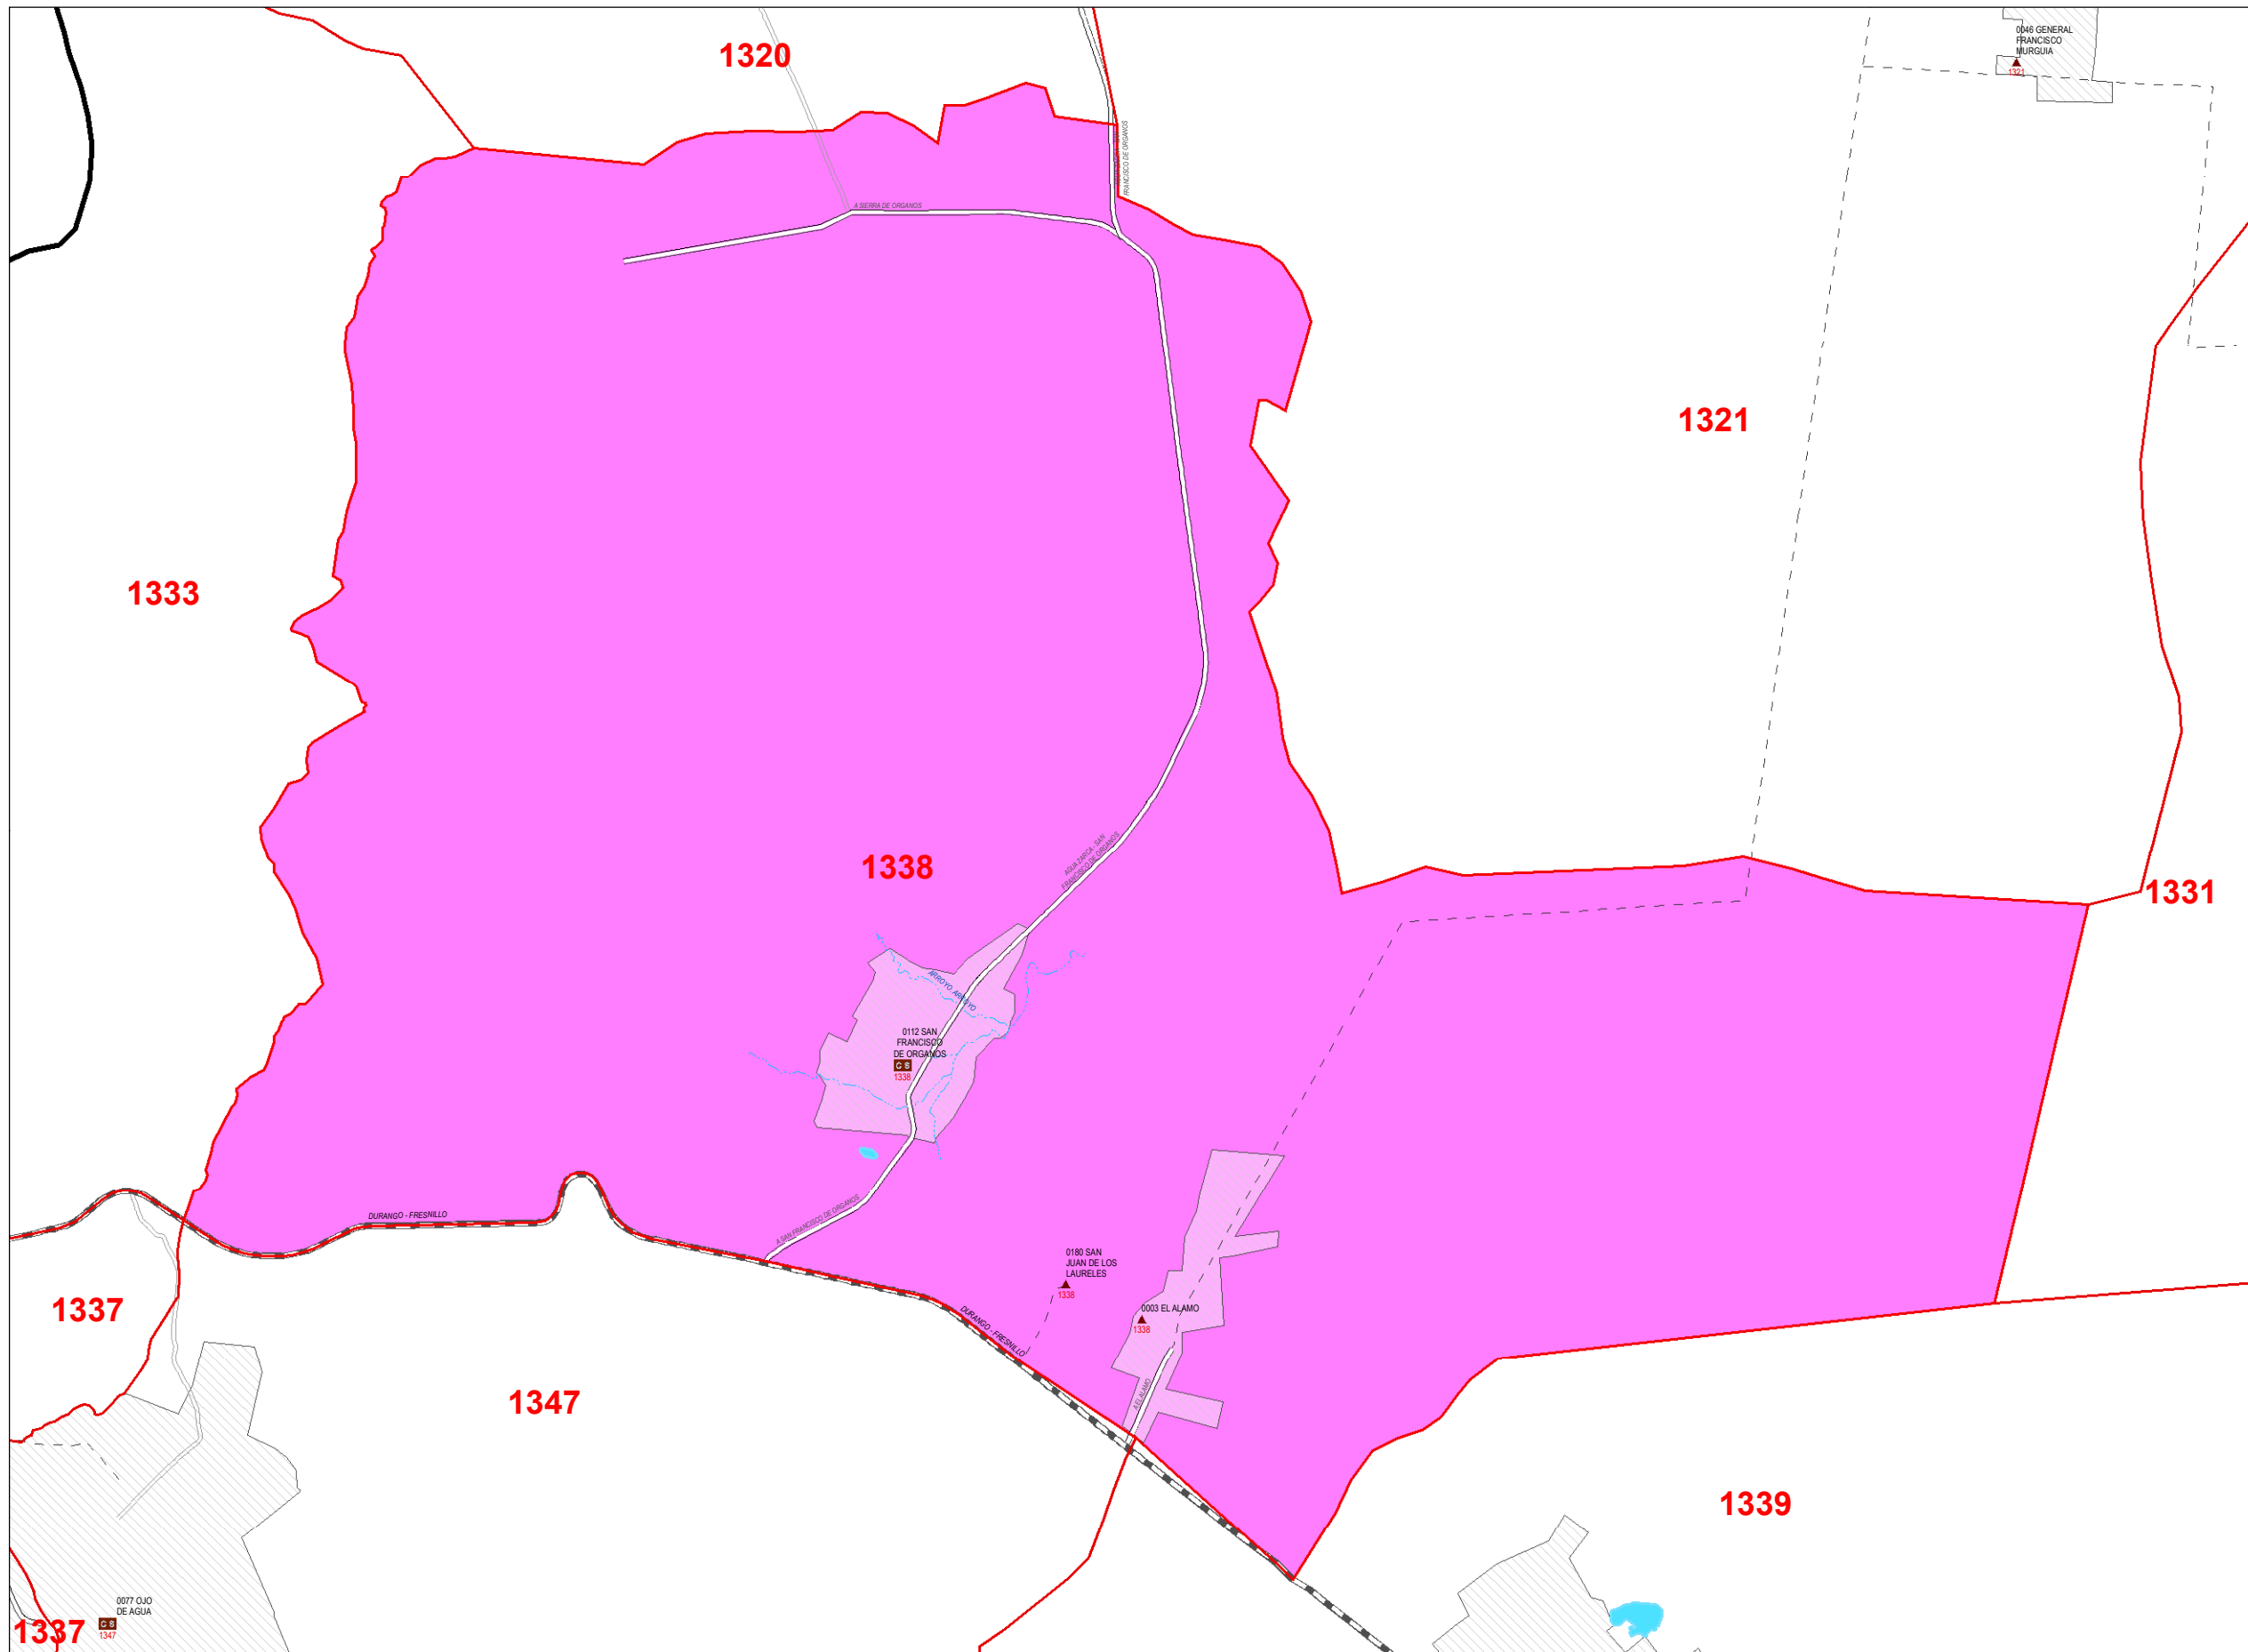 1320
0046 GENERAL
FRANCISCO
MURGUIA
1321
FRANCISCO DE ORGANOS
A SIERRA DE ORGANOS
1321
1333
1338
AGUA ZARCA - SAN
FRANCISCO DE ORGANOS
1331
ARROYO ARROYO
0112 SAN
FRANCISCO
DE ORGANOS
C S
1338
DURANGO - FRESNILLO
A SAN FRANCISCO DE ORGANOS
0180 SAN
JUAN DE LOS
LAURELES
1338
0003 EL ALAMO
1338
DURANGO - FRESNILLO
A EL ALAMO
1337
1347
1339
0077 OJO
DE AGUA
C S
1347
1337